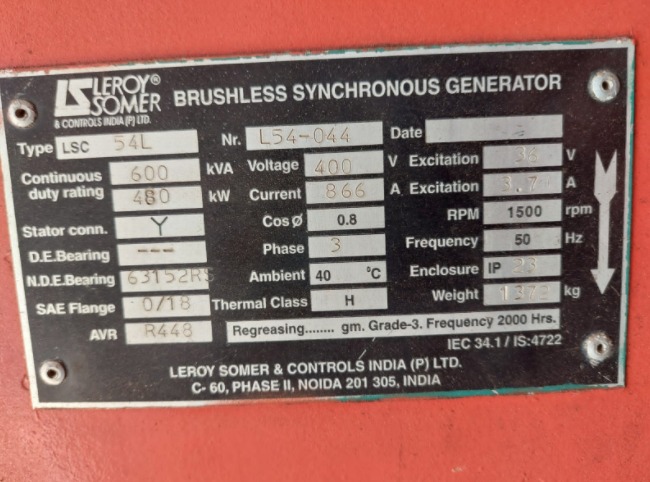 LS LEROY® SOMER
& CONTROLS INDIA (P) LTD.
BRUSHLESS SYNCHRONOUS GENERATOR
Type LSC 54L Nr. L54-044 Date
Continuous duty rating 600 kVA Voltage 400 V Excitation 36 V
480 kW Current 866 A Excitation 3.7 A
Stator conn. Y Cos ø 0.8 RPM 1500 rpm
D.E.Bearing --- Phase 3 Frequency 50 Hz
N.D.E.Bearing 63152RS Ambient 40 °C Enclosure IP 23
SAE Flange 0/18 Thermal Class H Weight kg
AVR R448 Regreasing........ gm. Grade-3. Frequency 2000 Hrs.
IEC 34.1 / IS:4722
LEROY SOMER & CONTROLS INDIA (P) LTD.
C- 60, PHASE II, NOIDA 201 305, INDIA